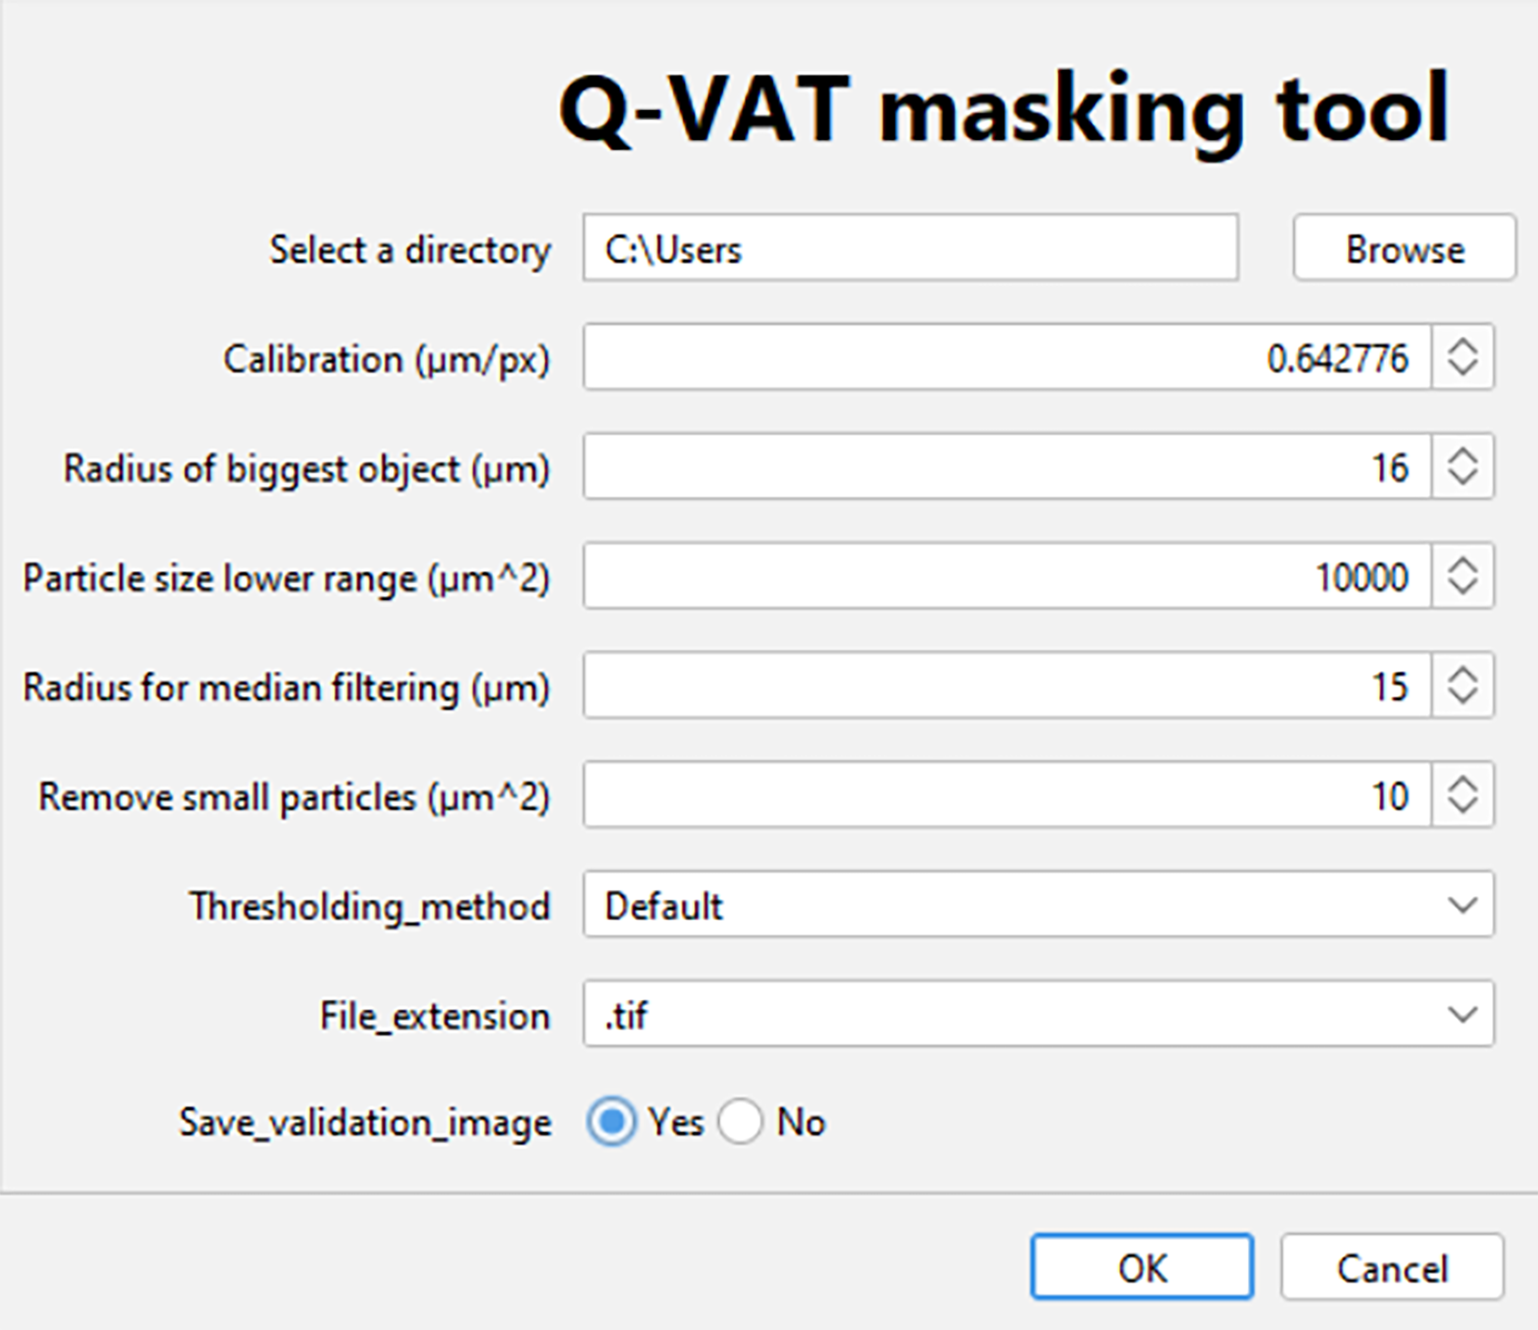 Q-VAT masking tool
Select a directory C:\Users Browse
Calibration (µm/px) 0.642776
Radius of biggest object (µm) 16
Particle size lower range (µm^2) 10000
Radius for median filtering (µm) 15
Remove small particles (µm^2) 10
Thresholding_method Default
File_extension .tif
Save_validation_image Yes No
OK Cancel